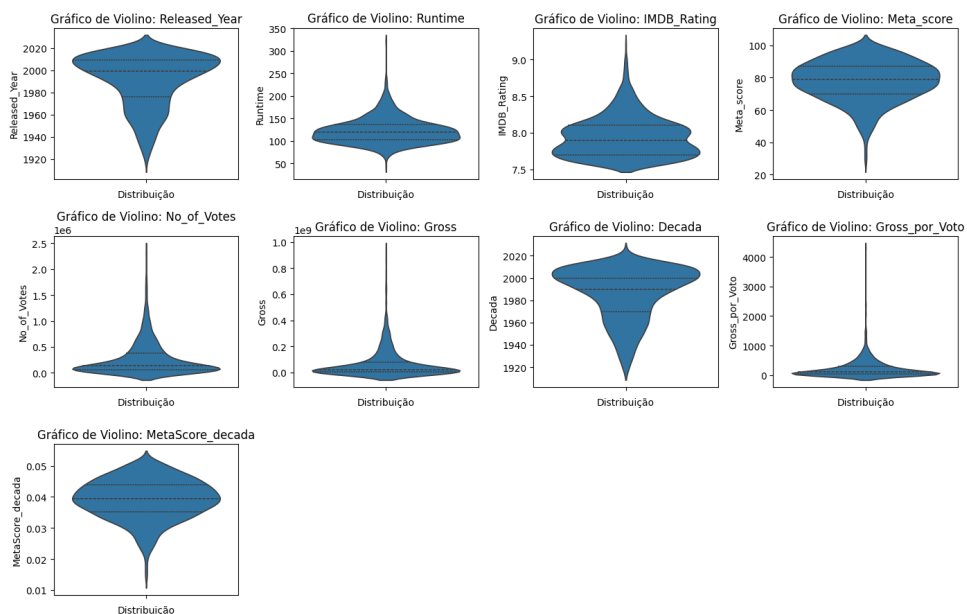 Gráfico de Violino: Released_Year
2020
2000
1980
1960
1940
1920
Released_Year
Distribuição
Gráfico de Violino: Runtime
350
300
250
200
150
100
50
Runtime
Distribuição
Gráfico de Violino: IMDB_Rating
9.0
8.5
8.0
7.5
IMDB_Rating
Distribuição
Gráfico de Violino: Meta_score
100
80
60
40
20
Meta_score
Distribuição
Gráfico de Violino: No_of_Votes
1e6
2.5
2.0
1.5
1.0
0.5
0.0
No_of_Votes
Distribuição
Gráfico de Violino: Gross
1e9
1.0
0.8
0.6
0.4
0.2
0.0
Gross
Distribuição
Gráfico de Violino: Decada
2020
2000
1980
1960
1940
1920
Decada
Distribuição
Gráfico de Violino: Gross_por_Voto
4000
3000
2000
1000
0
Gross_por_Voto
Distribuição
Gráfico de Violino: MetaScore_decada
0.05
0.04
0.03
0.02
0.01
MetaScore_decada
Distribuição